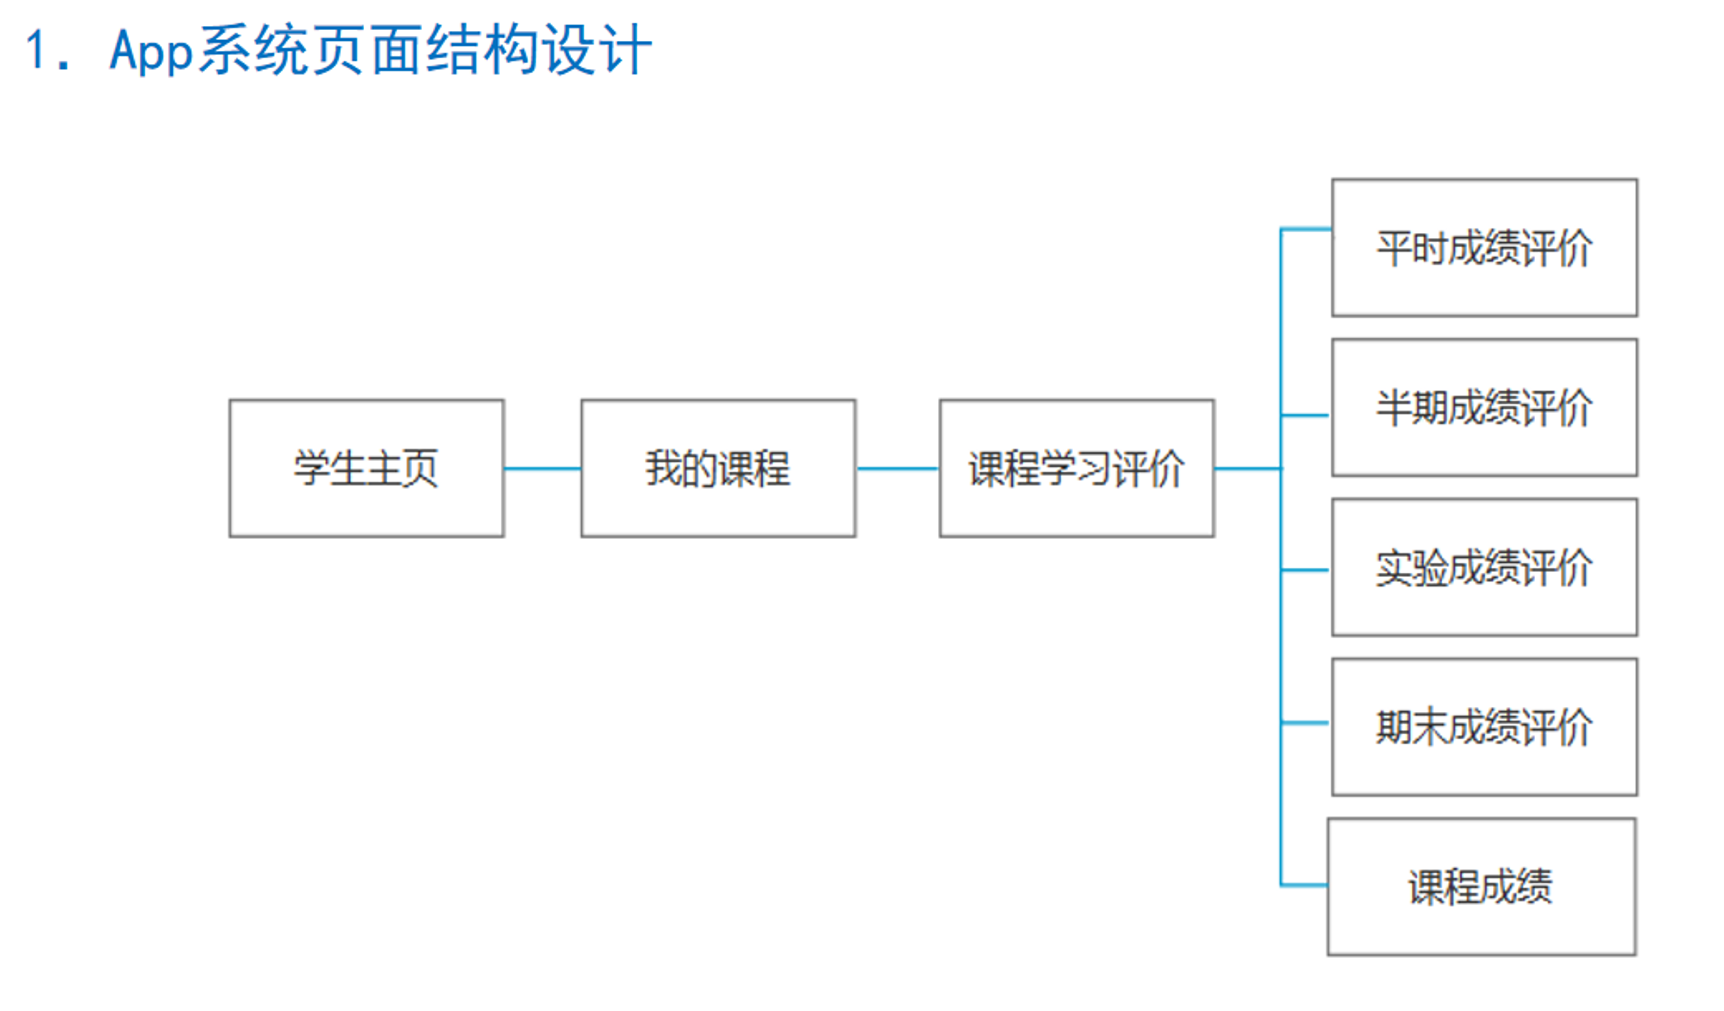 1. App系统页面结构设计
学生主页
我的课程
课程学习评价
平时成绩评价
半期成绩评价
实验成绩评价
期末成绩评价
课程成绩